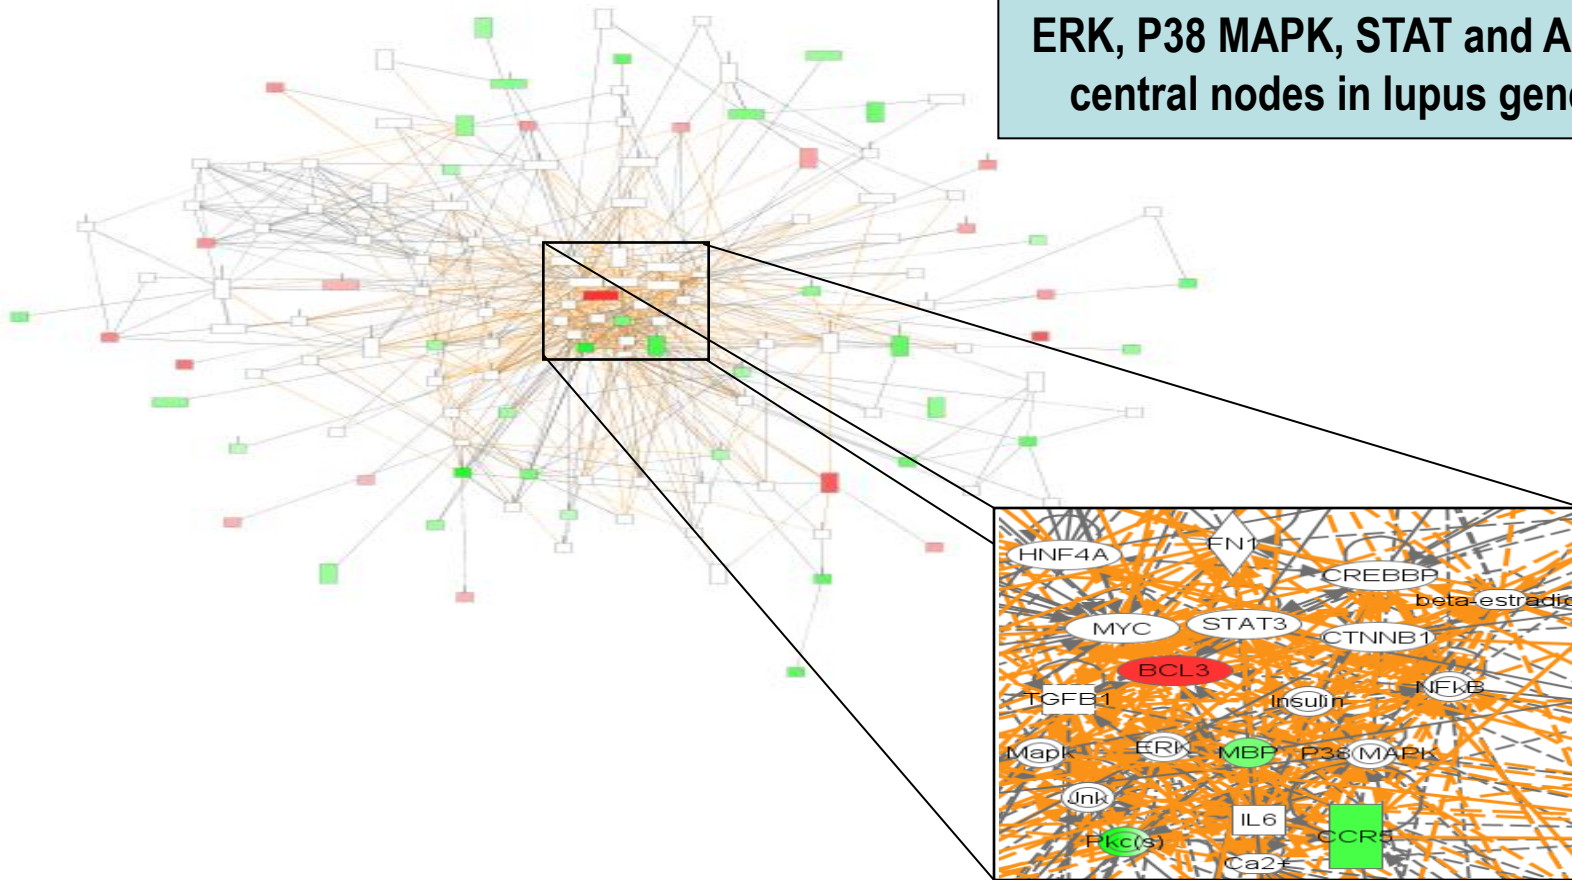 ERK, P38 MAPK, STAT and A
central nodes in lupus gen
HNF4A
FN1
CREBBP
beta-estradio
MYC
STAT3
CTNNB1
BCL3
TGFB1
Insulin
NFkB
Mapk
ERK
MBP
P38 MAPK
Jnk
IL6
CCR5
Pkc(s)
Ca2+